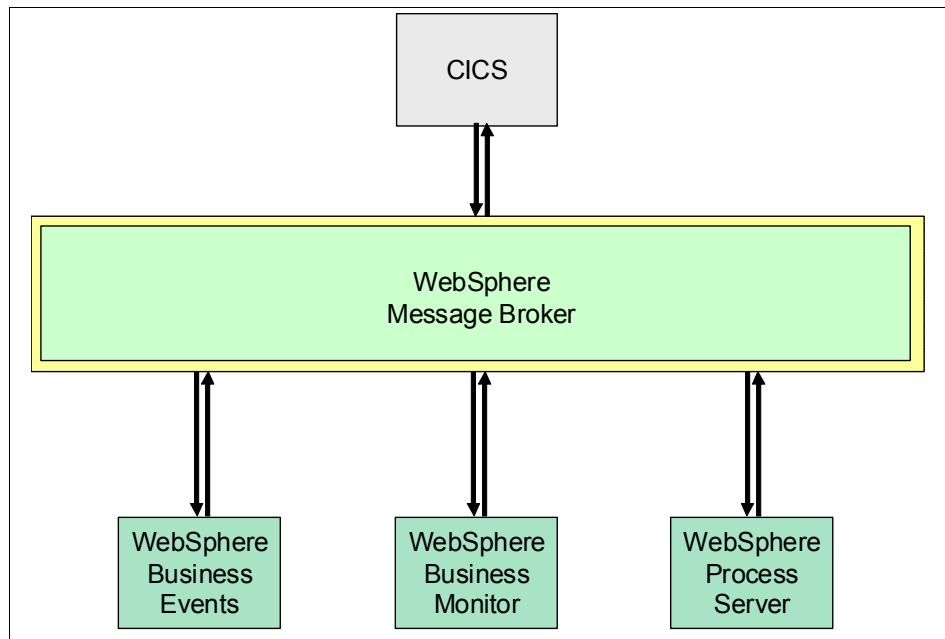 CICS
WebSphere
Message Broker
WebSphere
Business
Events
WebSphere
Business
Monitor
WebSphere
Process
Server